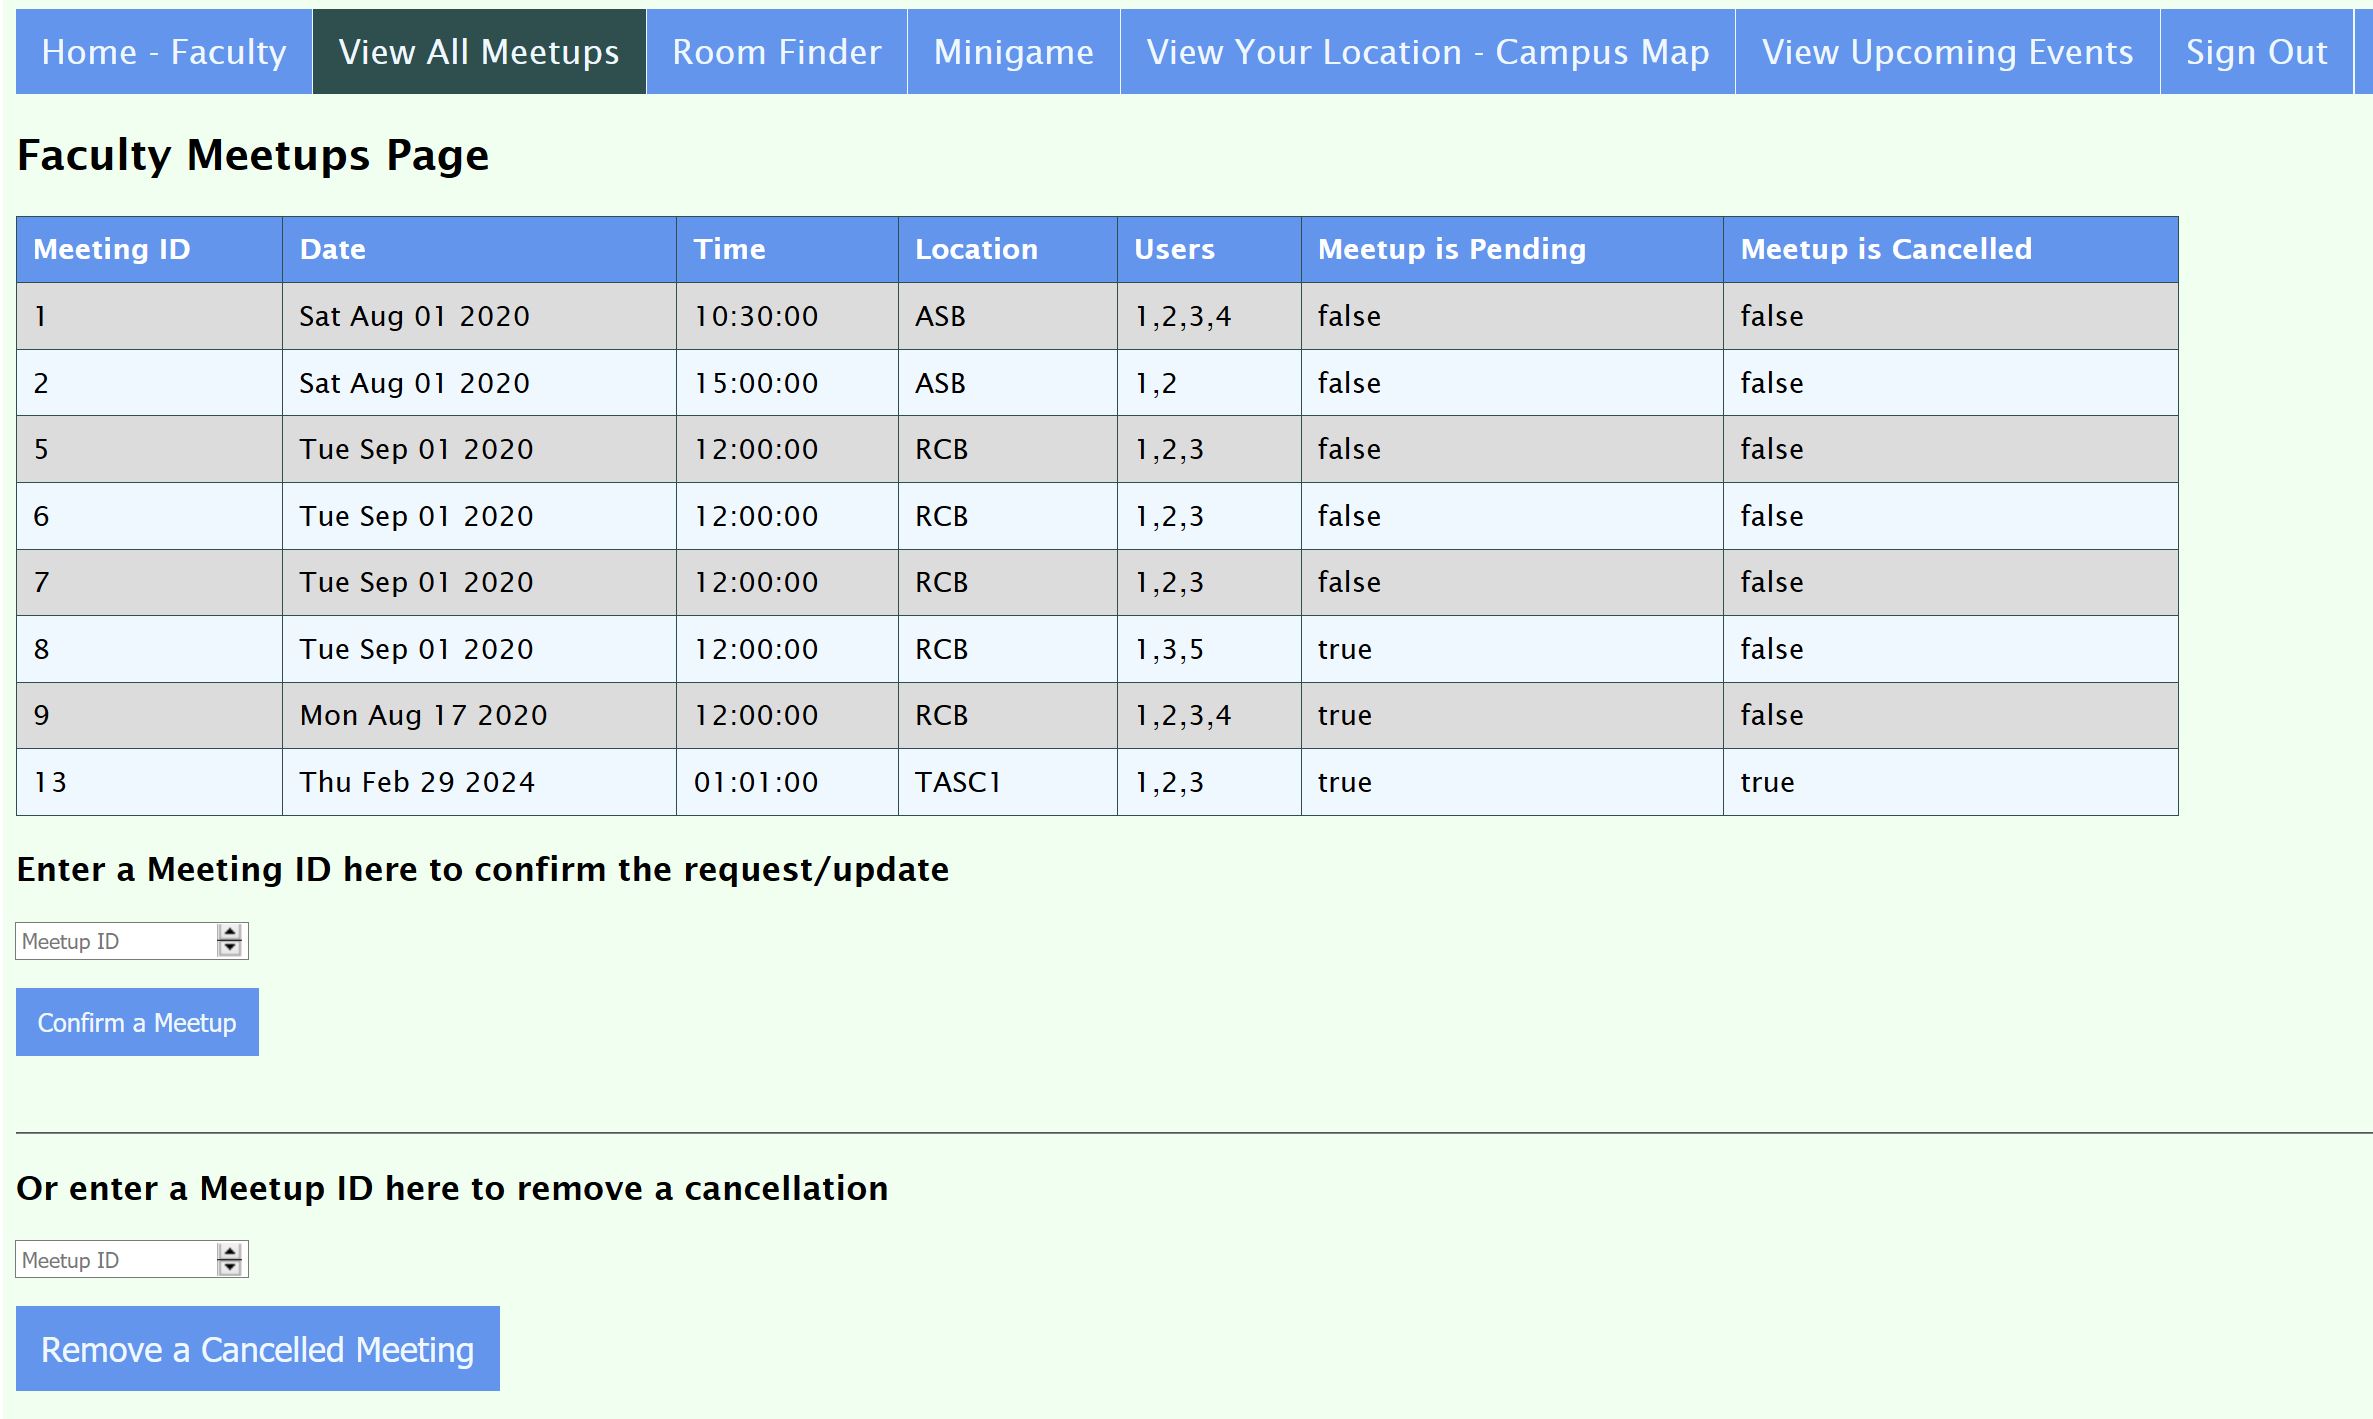 Home - Faculty View All Meetups Room Finder Minigame View Your Location - Campus Map View Upcoming Events Sign Out
Faculty Meetups Page
Meeting ID Date Time Location Users Meetup is Pending Meetup is Cancelled
1 Sat Aug 01 2020 10:30:00 ASB 1,2,3,4 false false
2 Sat Aug 01 2020 15:00:00 ASB 1,2 false false
5 Tue Sep 01 2020 12:00:00 RCB 1,2,3 false false
6 Tue Sep 01 2020 12:00:00 RCB 1,2,3 false false
7 Tue Sep 01 2020 12:00:00 RCB 1,2,3 false false
8 Tue Sep 01 2020 12:00:00 RCB 1,3,5 true false
9 Mon Aug 17 2020 12:00:00 RCB 1,2,3,4 true false
13 Thu Feb 29 2024 01:01:00 TASC1 1,2,3 true true
Enter a Meeting ID here to confirm the request/update
Meetup ID
Confirm a Meetup
Or enter a Meetup ID here to remove a cancellation
Meetup ID
Remove a Cancelled Meeting